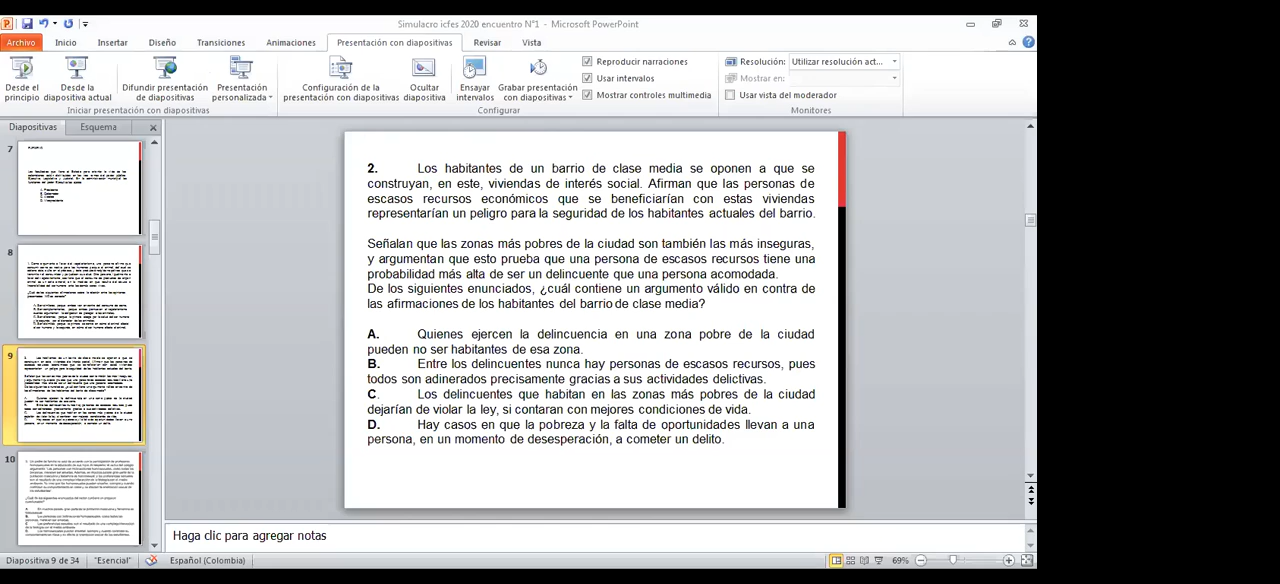 Simulacro icfes 2020 encuentro N°1 - Microsoft PowerPoint
Archivo Inicio Insertar Diseño Transiciones Animaciones Presentación con diapositivas Revisar Vista
Desde el principio
Desde la diapositiva actual
Difundir presentación de diapositivas
Presentación personalizada
Configuración de la presentación con diapositivas
Ocultar diapositiva
Ensayar intervalos
Grabar presentación con diapositivas
Reproducir narraciones
Usar intervalos
Mostrar controles multimedia
Resolución: Utilizar resolución act...
Mostrar en:
Usar vista del moderador
Iniciar presentación con diapositivas
Configurar
Monitores
Diapositivas Esquema
7
8
9
10
2. Los habitantes de un barrio de clase media se oponen a que se
construyan, en este, viviendas de interés social. Afirman que las personas de
escasos recursos económicos que se beneficiarían con estas viviendas
representarían un peligro para la seguridad de los habitantes actuales del barrio.
Señalan que las zonas más pobres de la ciudad son también las más inseguras,
y argumentan que esto prueba que una persona de escasos recursos tiene una
probabilidad más alta de ser un delincuente que una persona acomodada.
De los siguientes enunciados, ¿cuál contiene un argumento válido en contra de
las afirmaciones de los habitantes del barrio de clase media?
A. Quienes ejercen la delincuencia en una zona pobre de la ciudad
pueden no ser habitantes de esa zona.
B. Entre los delincuentes nunca hay personas de escasos recursos, pues
todos son adinerados precisamente gracias a sus actividades delictivas.
C. Los delincuentes que habitan en las zonas más pobres de la ciudad
dejarían de violar la ley, si contaran con mejores condiciones de vida.
D. Hay casos en que la pobreza y la falta de oportunidades llevan a una
persona, en un momento de desesperación, a cometer un delito.
Haga clic para agregar notas
Diapositiva 9 de 34 "Esencial" Español (Colombia) 69%